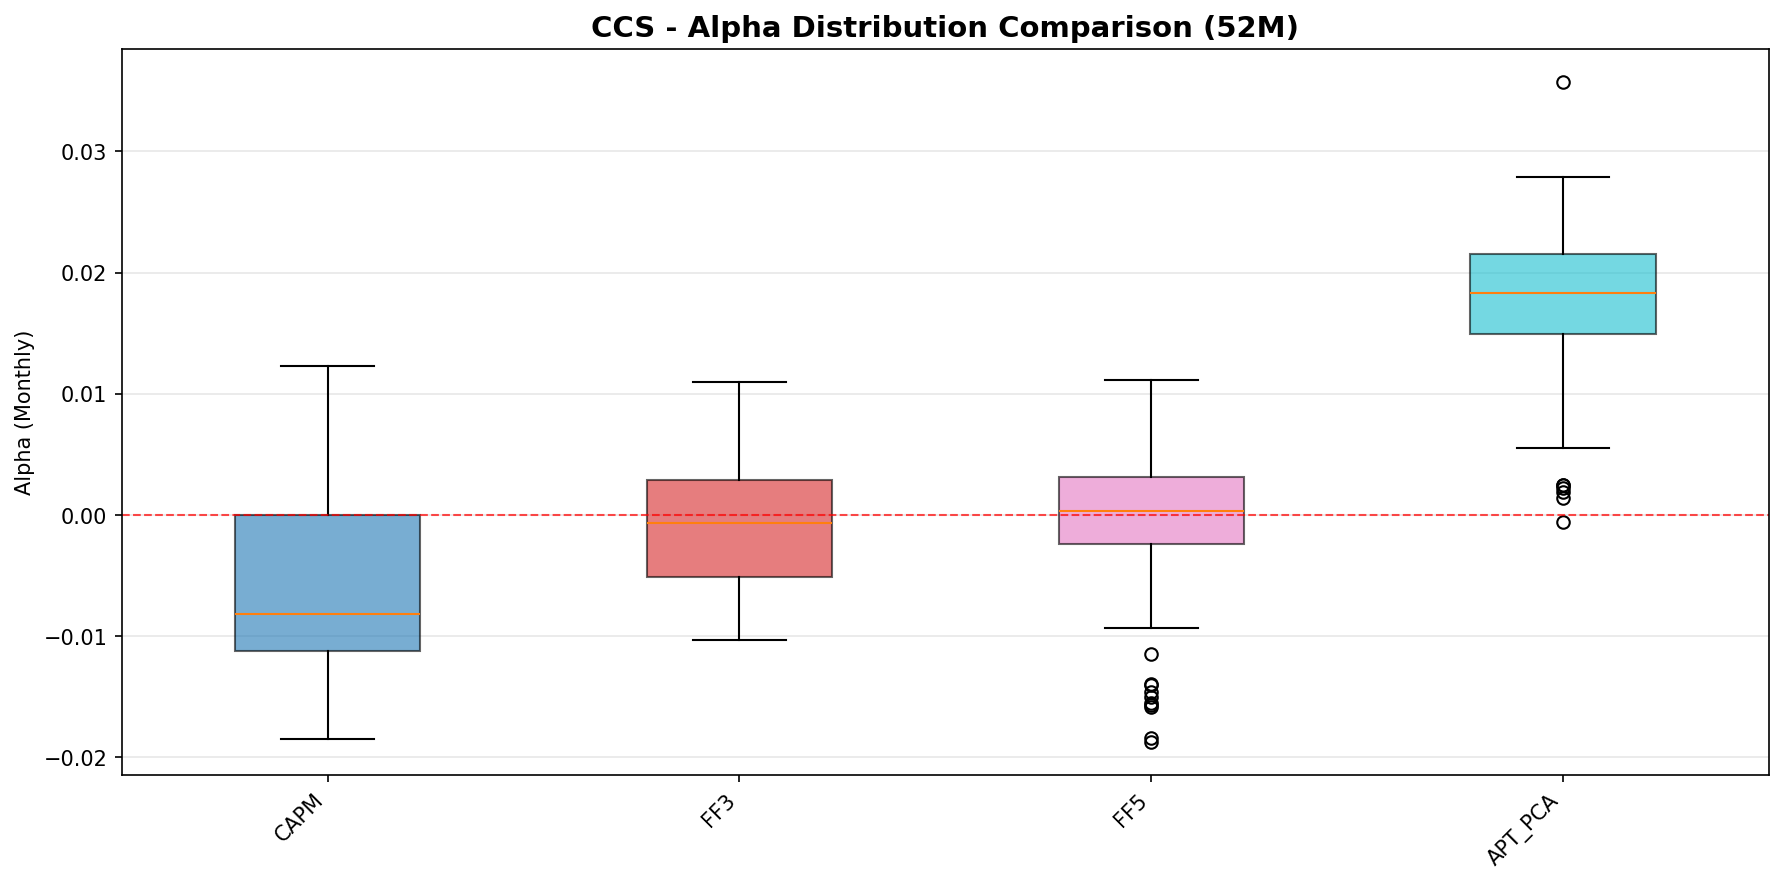 CCS - Alpha Distribution Comparison (52M)
Alpha (Monthly)
0.03
0.02
0.01
0.00
−0.01
−0.02
CAPM
FF3
FF5
APT_PCA